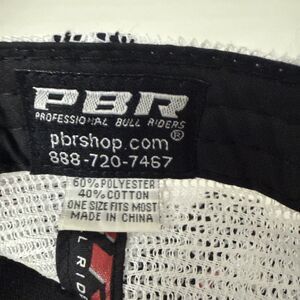 PBR
PROFESSIONAL BULL RIDERS
pbrshop.com®
888-720-7467
60% POLYESTER
40% COTTON
ONE SIZE FITS MOST
MADE IN CHINA
L RID